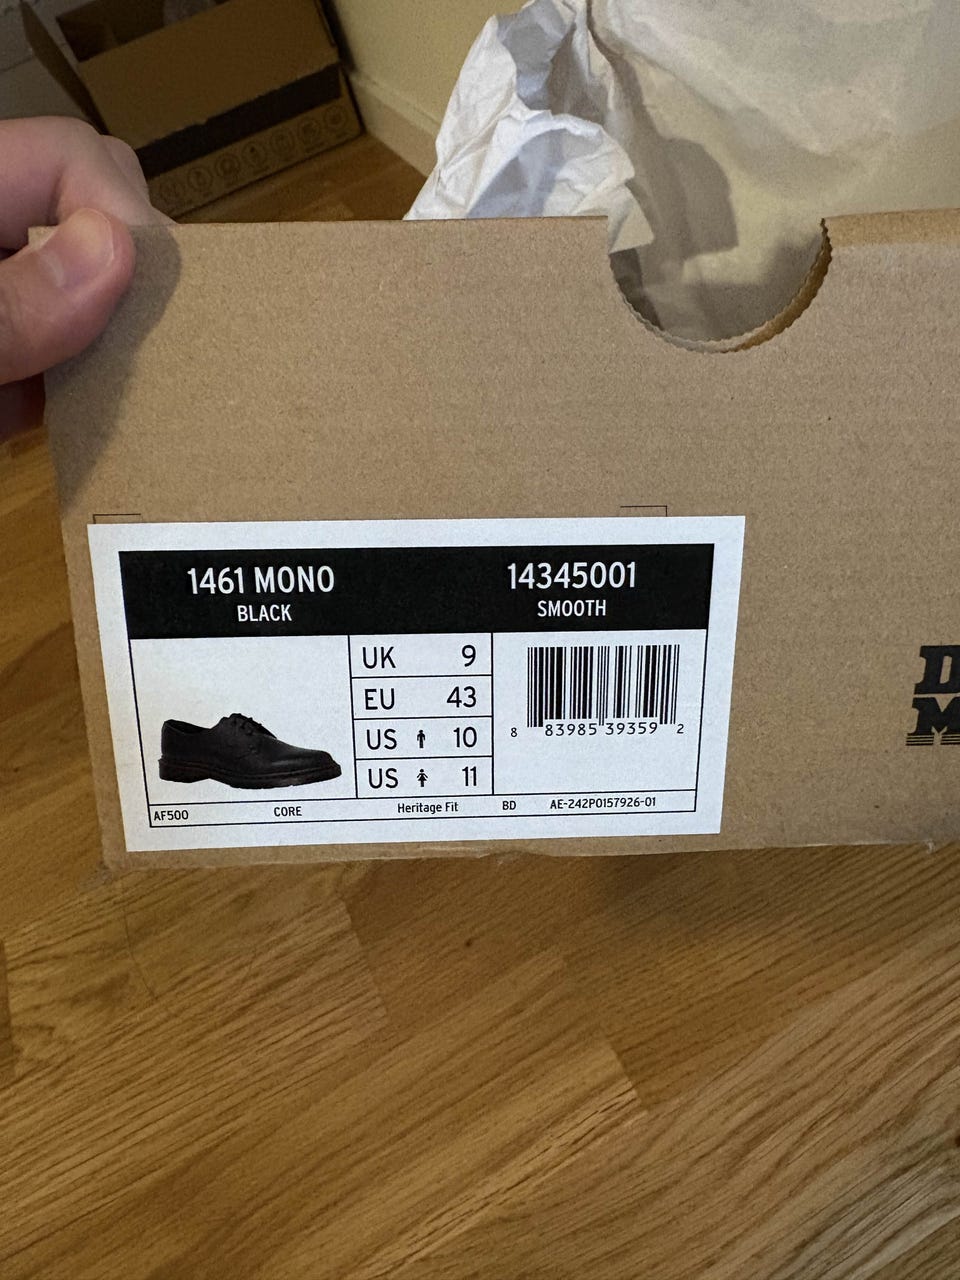 1461 MONO
BLACK
14345001
SMOOTH
UK 9
EU 43
US 10
US 11
8 83985 39359 2
AF500 CORE Heritage Fit BD AE-242P0157926-01
D
M